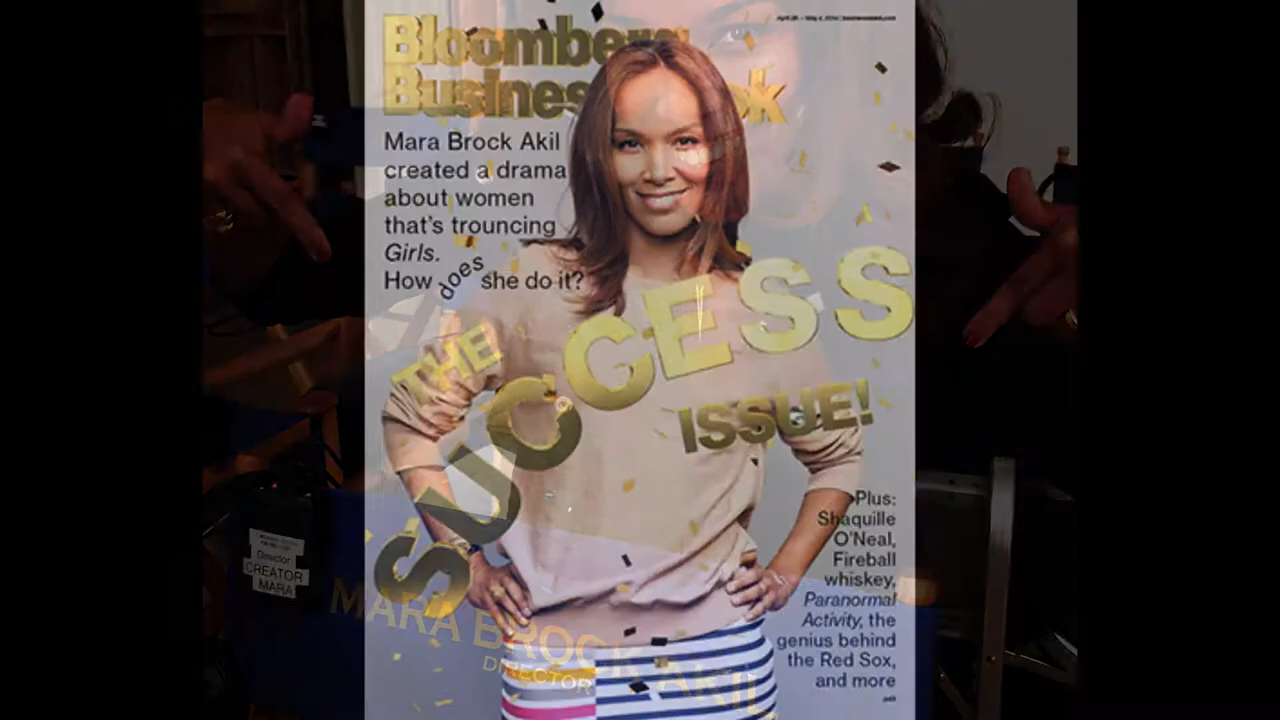 Bloomberg
Businessweek
Mara Brock Akil
created a drama
about women
that's trouncing
Girls.
How does she do it?
THE
SUCCESS
ISSUE!
Plus:
Shaquille
O'Neal,
Fireball
whiskey,
Paranormal
Activity, the
genius behind
the Red Sox,
and more
Director
CREATOR
MARA
MARA BROCK AKIL
DIRECTOR